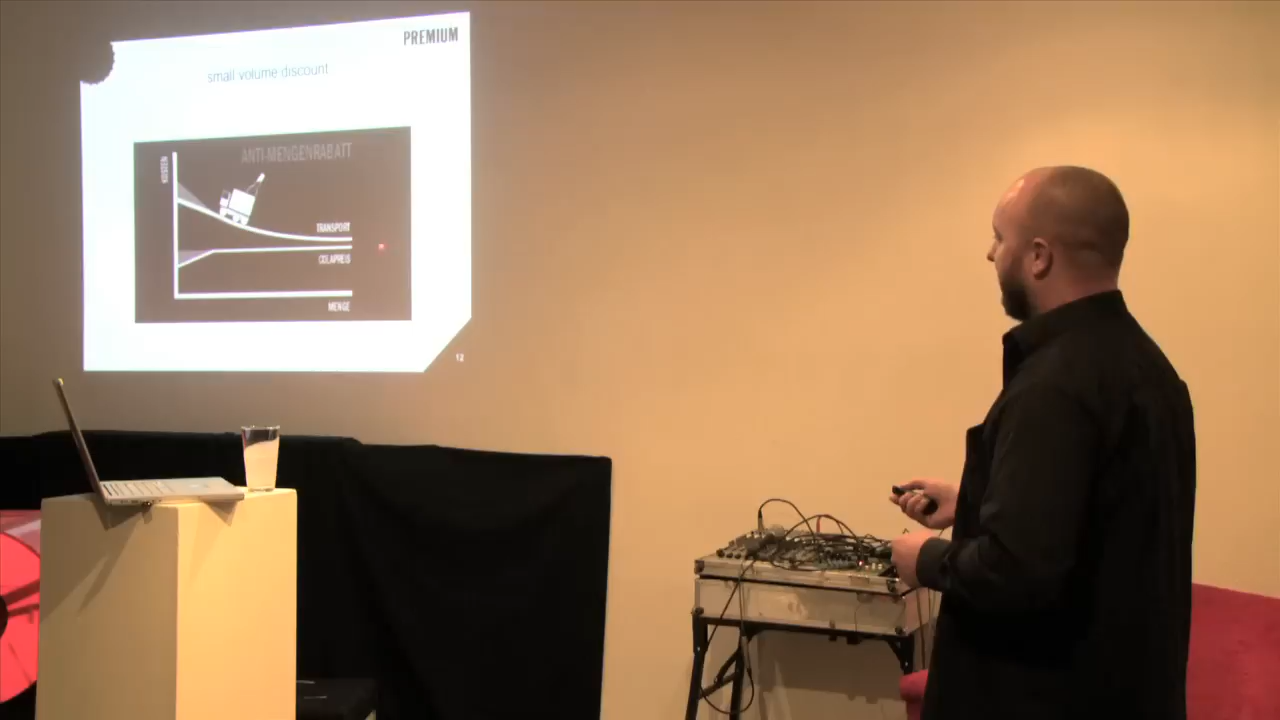 PREMIUM
small volume discount
ANTI-MENGENRABATT
KOSTEN
TRANSPORT
COLAPREIS
MENGE
12